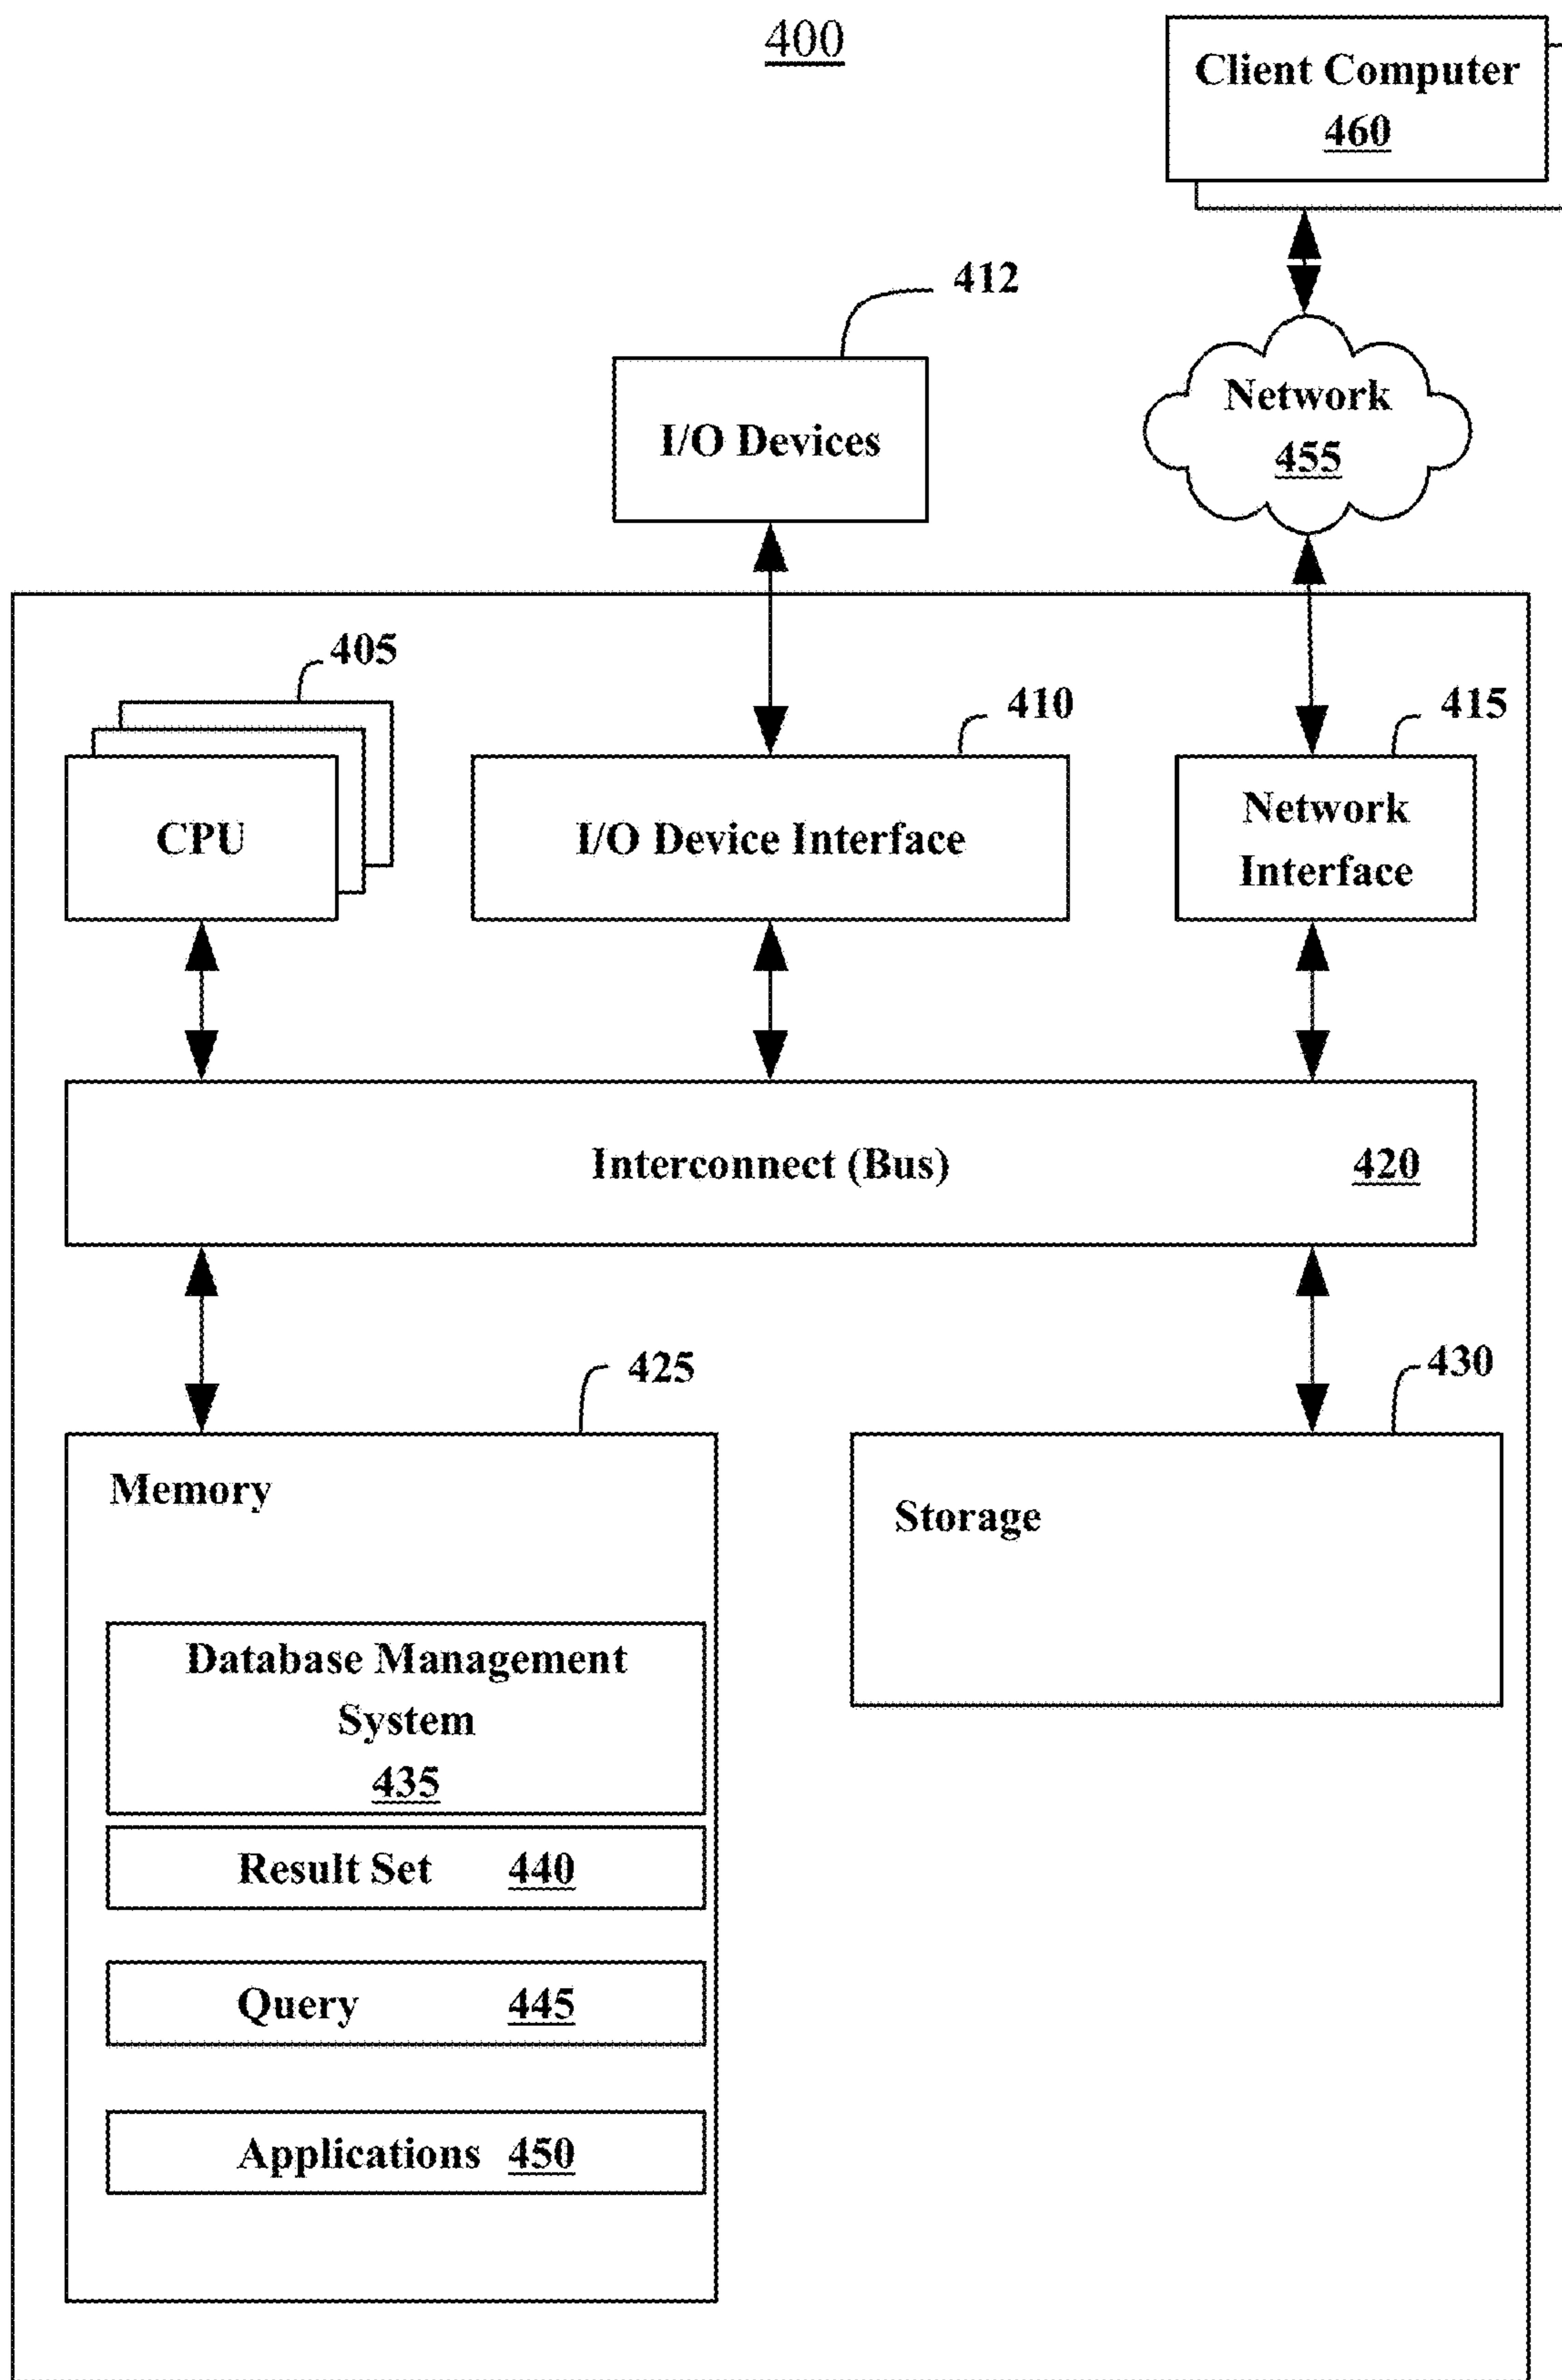 400
Client Computer
460
412
I/O Devices
Network
455
405
410
415
CPU
I/O Device Interface
Network
Interface
Interconnect (Bus) 420
425
430
Memory
Storage
Database Management
System
435
Result Set 440
Query 445
Applications 450